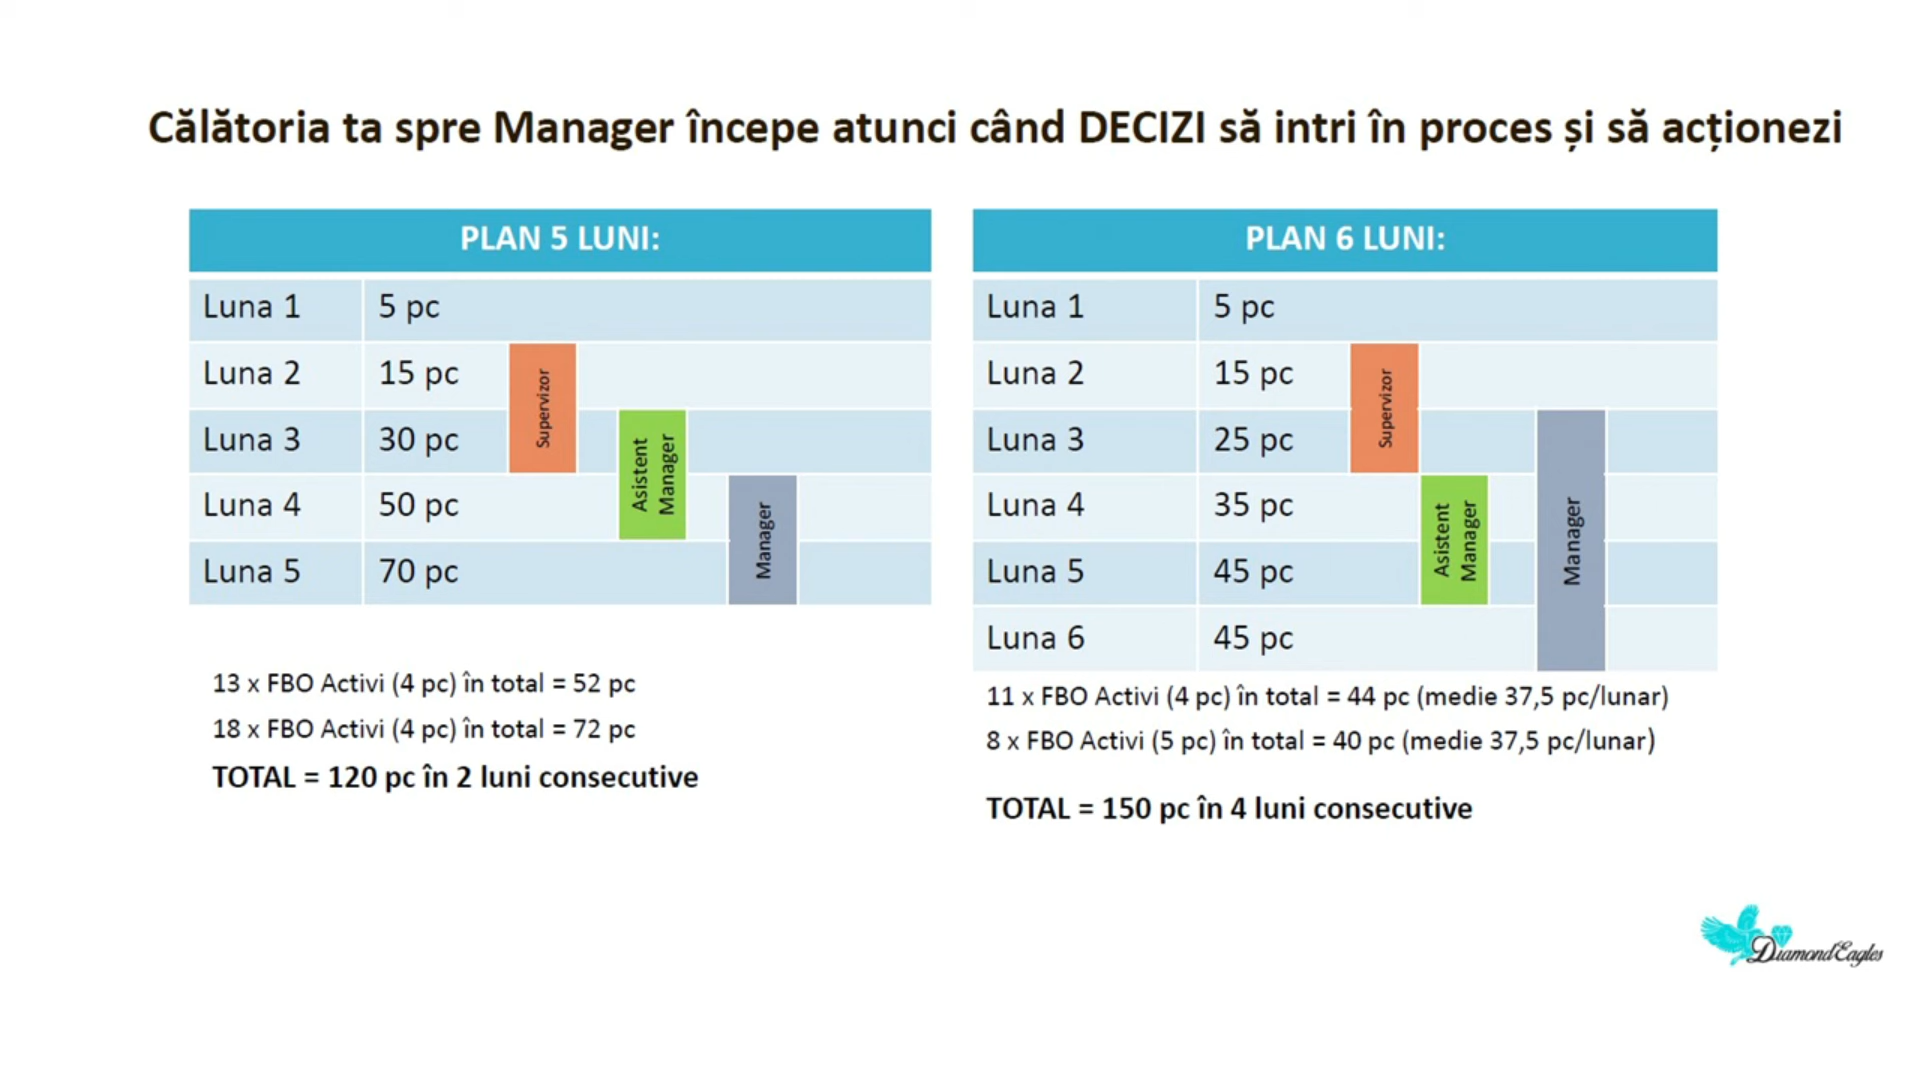 Călătoria ta spre Manager începe atunci când DECIZI să intri în proces și să acționezi
PLAN 5 LUNI:
Luna 1 5 pc
Luna 2 15 pc
Luna 3 30 pc
Luna 4 50 pc
Luna 5 70 pc
Supervizor
Asistent
Manager
Manager
13 x FBO Activi (4 pc) în total = 52 pc
18 x FBO Activi (4 pc) în total = 72 pc
TOTAL = 120 pc în 2 luni consecutive
PLAN 6 LUNI:
Luna 1 5 pc
Luna 2 15 pc
Luna 3 25 pc
Luna 4 35 pc
Luna 5 45 pc
Luna 6 45 pc
Supervizor
Asistent
Manager
Manager
11 x FBO Activi (4 pc) în total = 44 pc (medie 37,5 pc/lunar)
8 x FBO Activi (5 pc) în total = 40 pc (medie 37,5 pc/lunar)
TOTAL = 150 pc în 4 luni consecutive
DiamondEagles